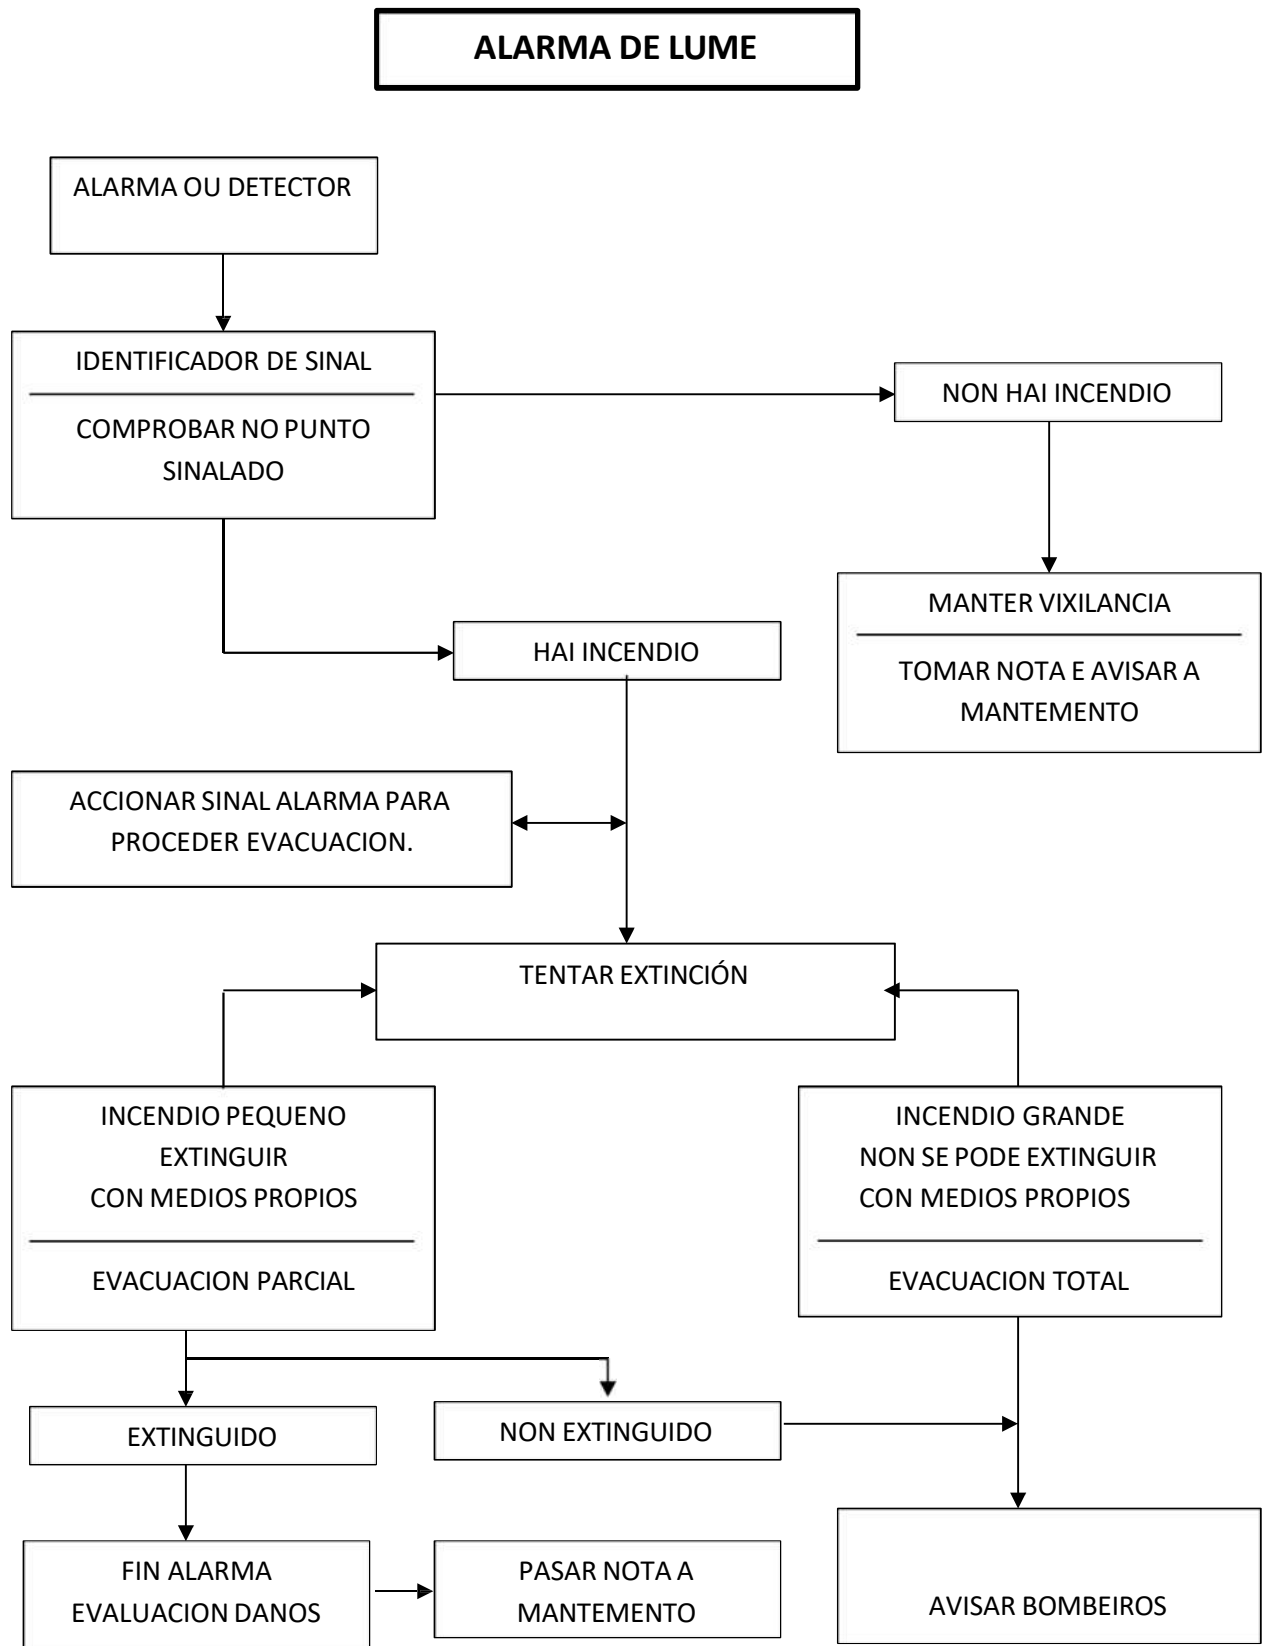 ALARMA DE LUME
ALARMA OU DETECTOR
IDENTIFICADOR DE SINAL
COMPROBAR NO PUNTO
SINALADO
NON HAI INCENDIO
MANTER VIXILANCIA
TOMAR NOTA E AVISAR A
MANTEMENTO
HAI INCENDIO
ACCIONAR SINAL ALARMA PARA
PROCEDER EVACUACION.
TENTAR EXTINCIÓN
INCENDIO PEQUENO
EXTINGUIR
CON MEDIOS PROPIOS
EVACUACION PARCIAL
INCENDIO GRANDE
NON SE PODE EXTINGUIR
CON MEDIOS PROPIOS
EVACUACION TOTAL
EXTINGUIDO
NON EXTINGUIDO
FIN ALARMA
EVALUACION DANOS
PASAR NOTA A
MANTEMENTO
AVISAR BOMBEIROS